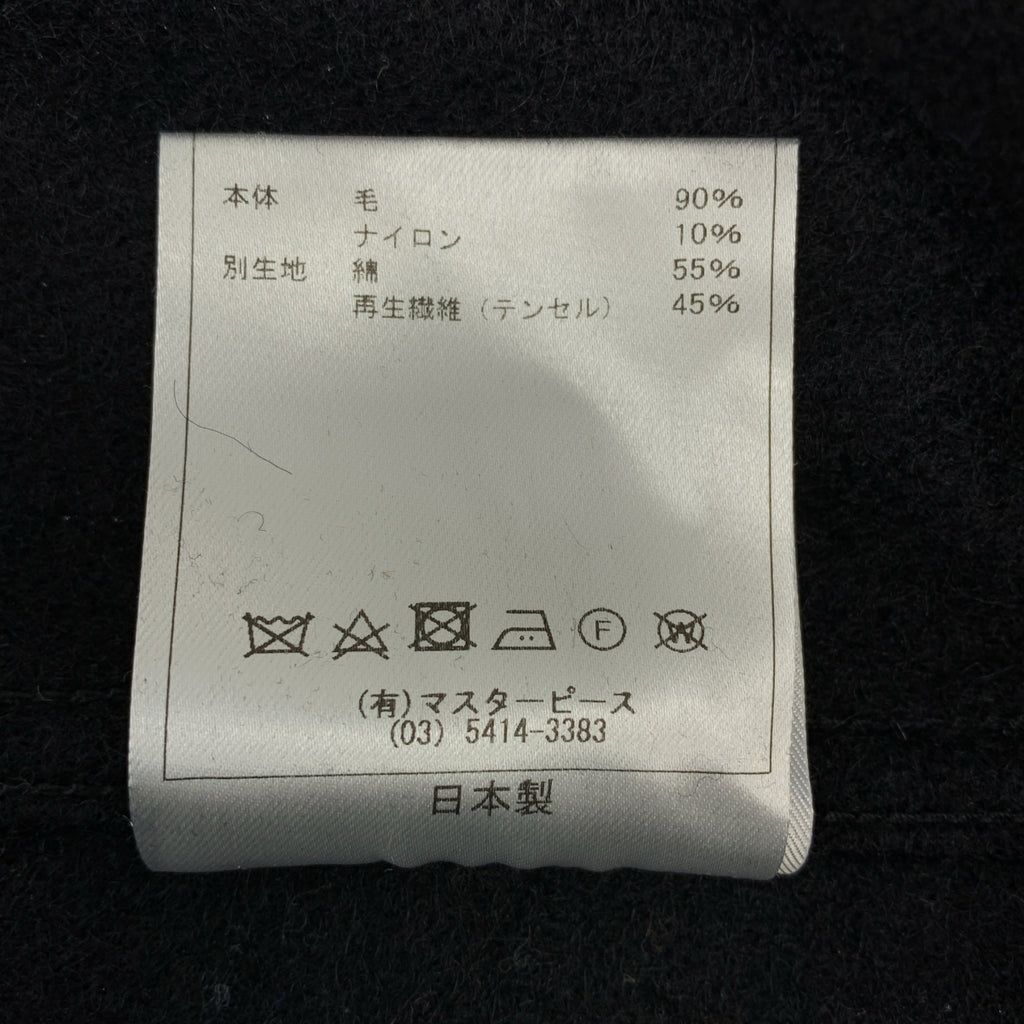 本体 毛 90%
ナイロン 10%
別生地 綿 55%
再生繊維（テンセル） 45%
F W
(有)マスターピース
(03) 5414-3383
日本製